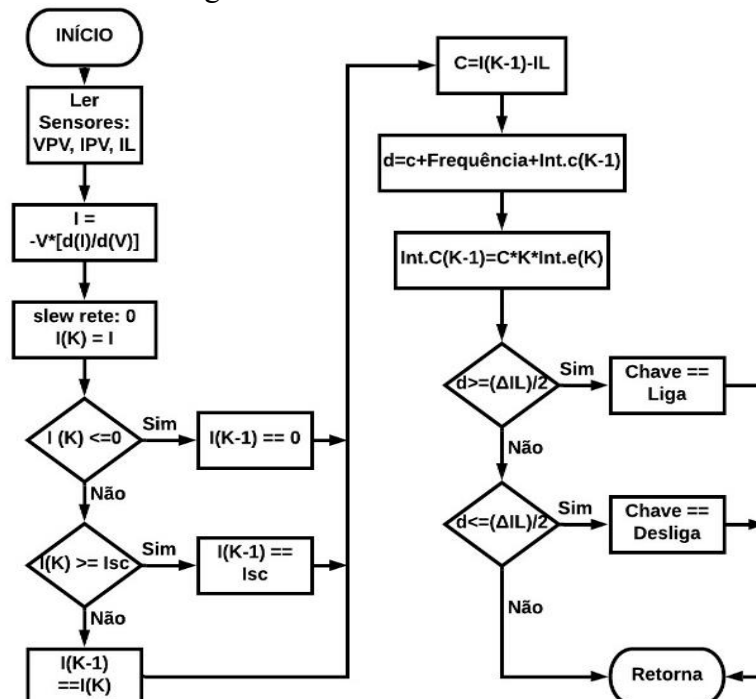 INÍCIO
Ler
Sensores:
VPV, IPV, IL
I =
-V*[d(I)/d(V)]
slew rete: 0
I(K) = I
I (K) <=0
Sim
I(K-1) == 0
Não
I(K) >= Isc
Sim
I(K-1) ==
Isc
Não
I(K-1)
==I(K)
C=I(K-1)-IL
d=c+Frequência+Int.c(K-1)
Int.C(K-1)=C*K*Int.e(K)
d>=(ΔIL)/2
Sim
Chave ==
Liga
Não
d<=(ΔIL)/2
Sim
Chave ==
Desliga
Não
Retorna